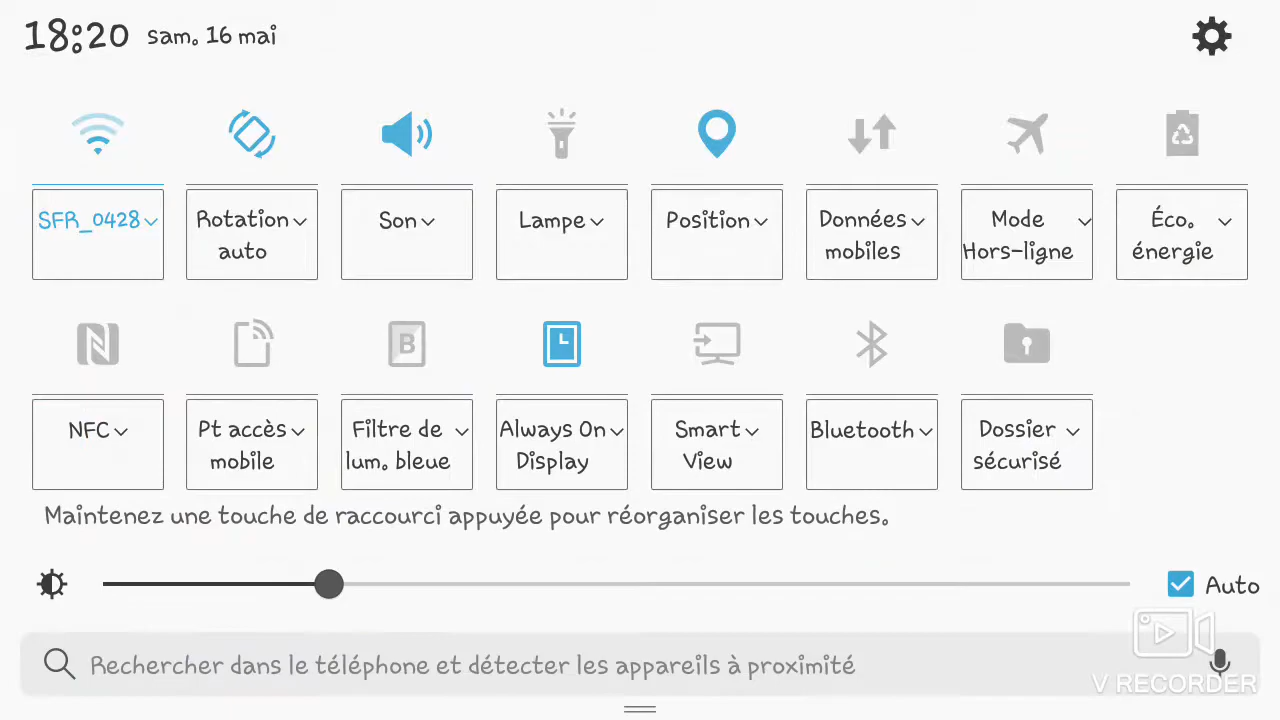 18:20 sam. 16 mai
SFR_0428 Rotation auto Son Lampe Position Données mobiles Mode Hors-ligne Éco. énergie
NFC Pt accès mobile B Filtre de lum. bleue Always On Display Smart View Bluetooth Dossier sécurisé
Maintenez une touche de raccourci appuyée pour réorganiser les touches.
Auto
Rechercher dans le téléphone et détecter les appareils à proximité
V RECORDER